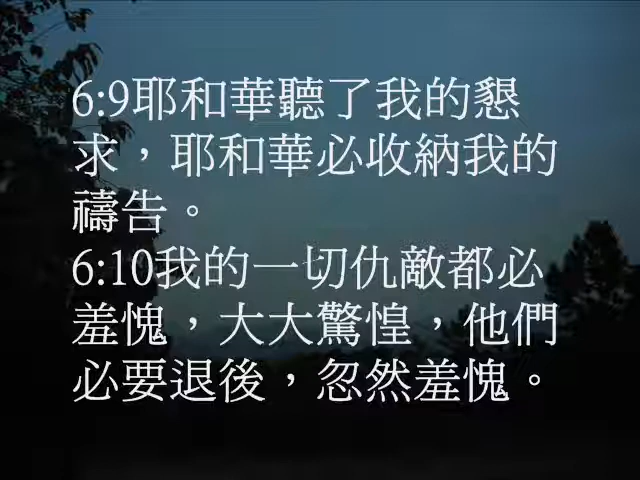 6:9耶和華聽了我的懇
求，耶和華必收納我的
禱告。
6:10我的一切仇敵都必
羞愧，大大驚惶，他們
必要退後，忽然羞愧。